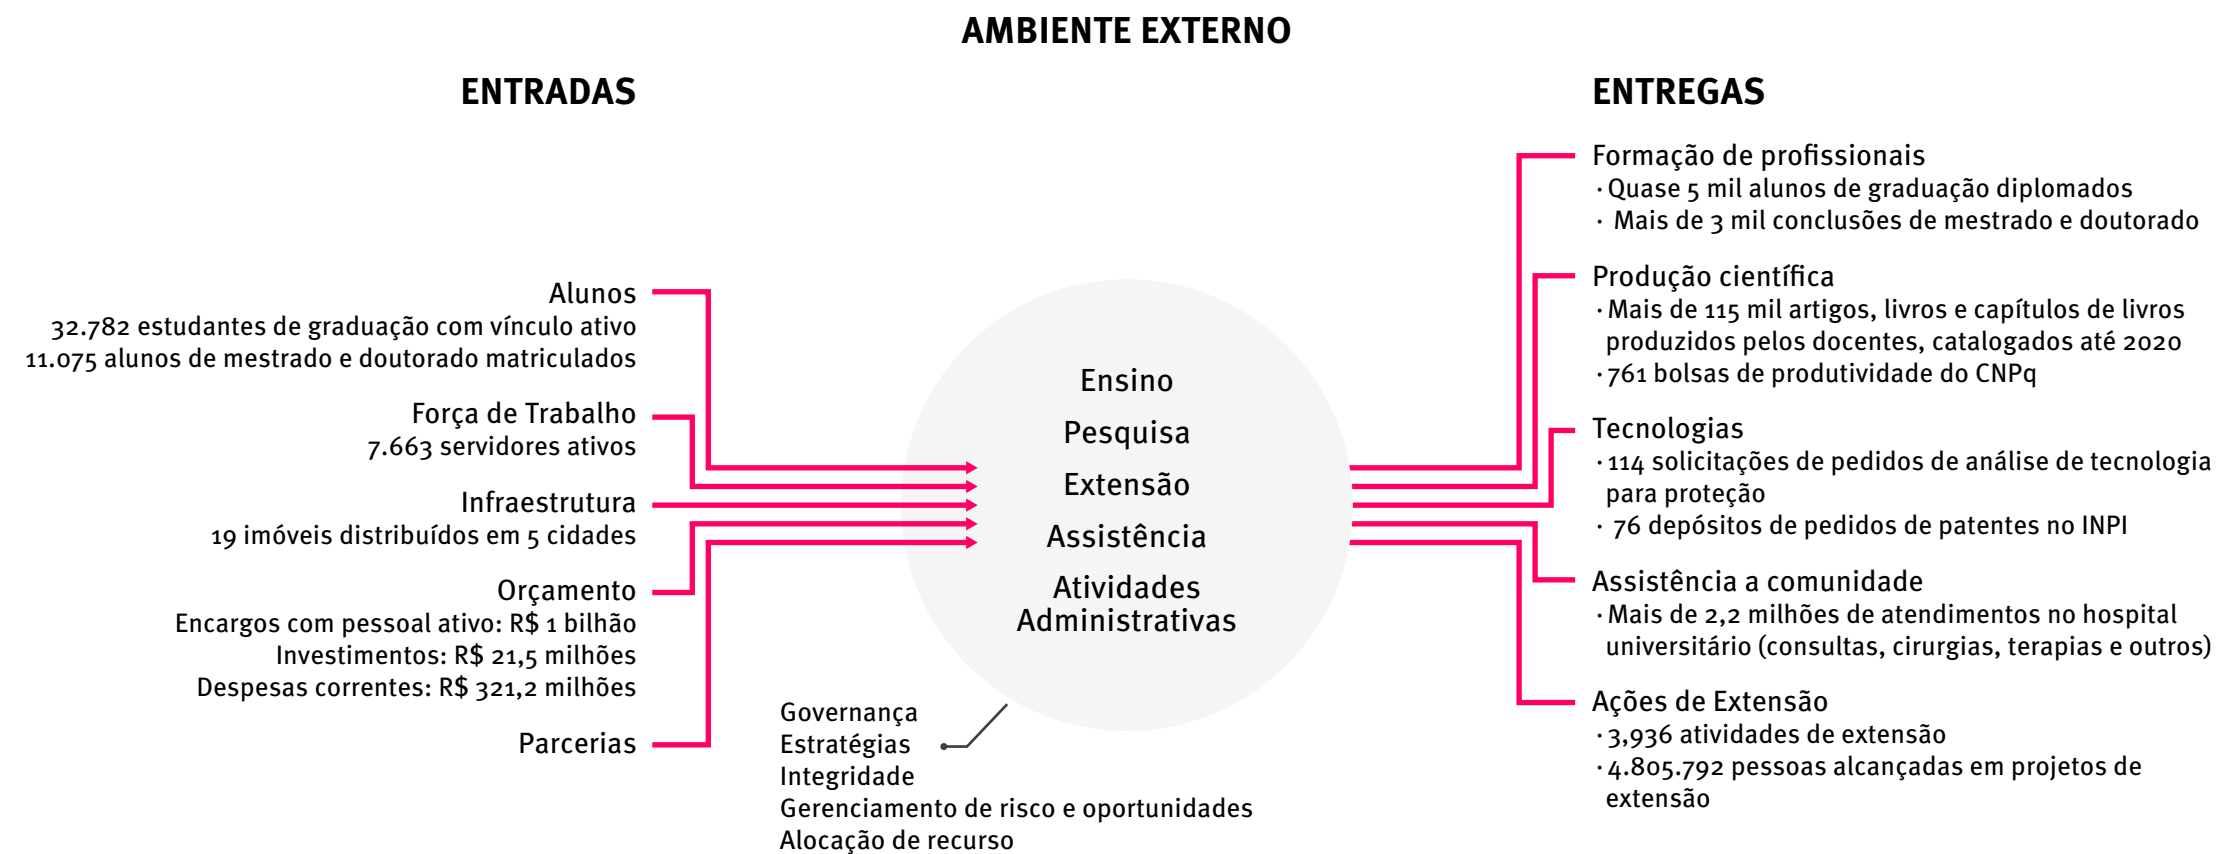 AMBIENTE EXTERNO
ENTRADAS
Alunos
32.782 estudantes de graduação com vínculo ativo
11.075 alunos de mestrado e doutorado matriculados
Força de Trabalho
7.663 servidores ativos
Infraestrutura
19 imóveis distribuídos em 5 cidades
Orçamento
Encargos com pessoal ativo: R$ 1 bilhão
Investimentos: R$ 21,5 milhões
Despesas correntes: R$ 321,2 milhões
Parcerias
Ensino
Pesquisa
Extensão
Assistência
Atividades
Administrativas
Governança
Estratégias
Integridade
Gerenciamento de risco e oportunidades
Alocação de recurso
ENTREGAS
Formação de profissionais
· Quase 5 mil alunos de graduação diplomados
· Mais de 3 mil conclusões de mestrado e doutorado
Produção científica
· Mais de 115 mil artigos, livros e capítulos de livros
produzidos pelos docentes, catalogados até 2020
· 761 bolsas de produtividade do CNPq
Tecnologias
· 114 solicitações de pedidos de análise de tecnologia
para proteção
· 76 depósitos de pedidos de patentes no INPI
Assistência a comunidade
· Mais de 2,2 milhões de atendimentos no hospital
universitário (consultas, cirurgias, terapias e outros)
Ações de Extensão
· 3,936 atividades de extensão
· 4.805.792 pessoas alcançadas em projetos de
extensão